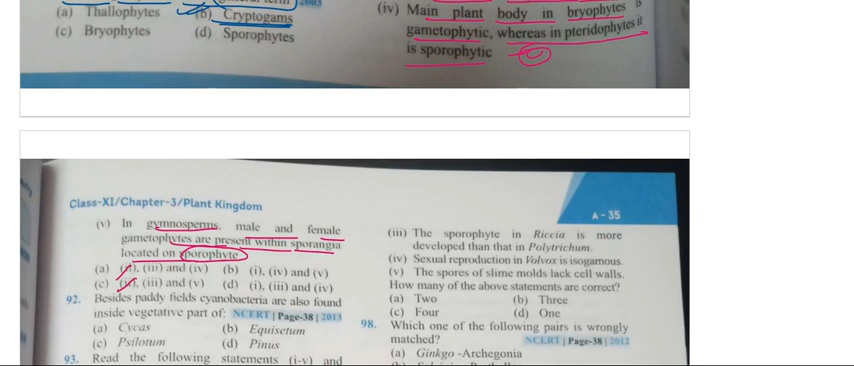 (a) Thallophytes (b) Cryptogams
(c) Bryophytes (d) Sporophytes
(iv) Main plant body in bryophytes is
gametophytic, whereas in pteridophytes it
is sporophytic
Class-XI/Chapter-3/Plant Kingdom
A - 35
(v) In gymnosperms, male and female
gametophytes are present within sporangia
located on sporophyte
(a) (iii) and (iv) (b) (i), (iv) and (v)
(c) (iii) and (v) (d) (i), (iii) and (iv)
92. Besides paddy fields cyanobacteria are also found
inside vegetative part of: NCERT | Page-38 | 2013
(a) Cycas (b) Equisetum
(c) Psilotum (d) Pinus
93. Read the following statements (i-v) and
(iii) The sporophyte in Riccia is more
developed than that in Polytrichum.
(iv) Sexual reproduction in Volvox is isogamous.
(v) The spores of slime molds lack cell walls.
How many of the above statements are correct?
(a) Two (b) Three
(c) Four (d) One
98. Which one of the following pairs is wrongly
matched? NCERT | Page-38 | 2012
(a) Ginkgo -Archegonia